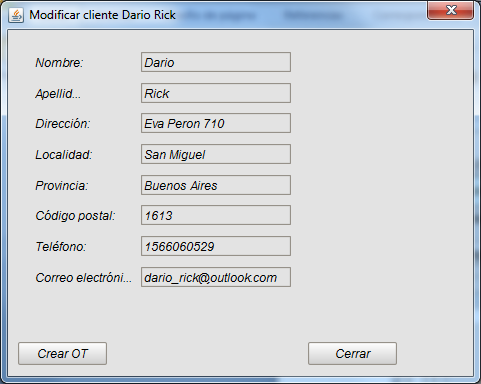 Modificar cliente Dario Rick
Nombre: Dario
Apellid... Rick
Dirección: Eva Peron 710
Localidad: San Miguel
Provincia: Buenos Aires
Código postal: 1613
Teléfono: 1566060529
Correo electróni... dario_rick@outlook.com
Crear OT Cerrar